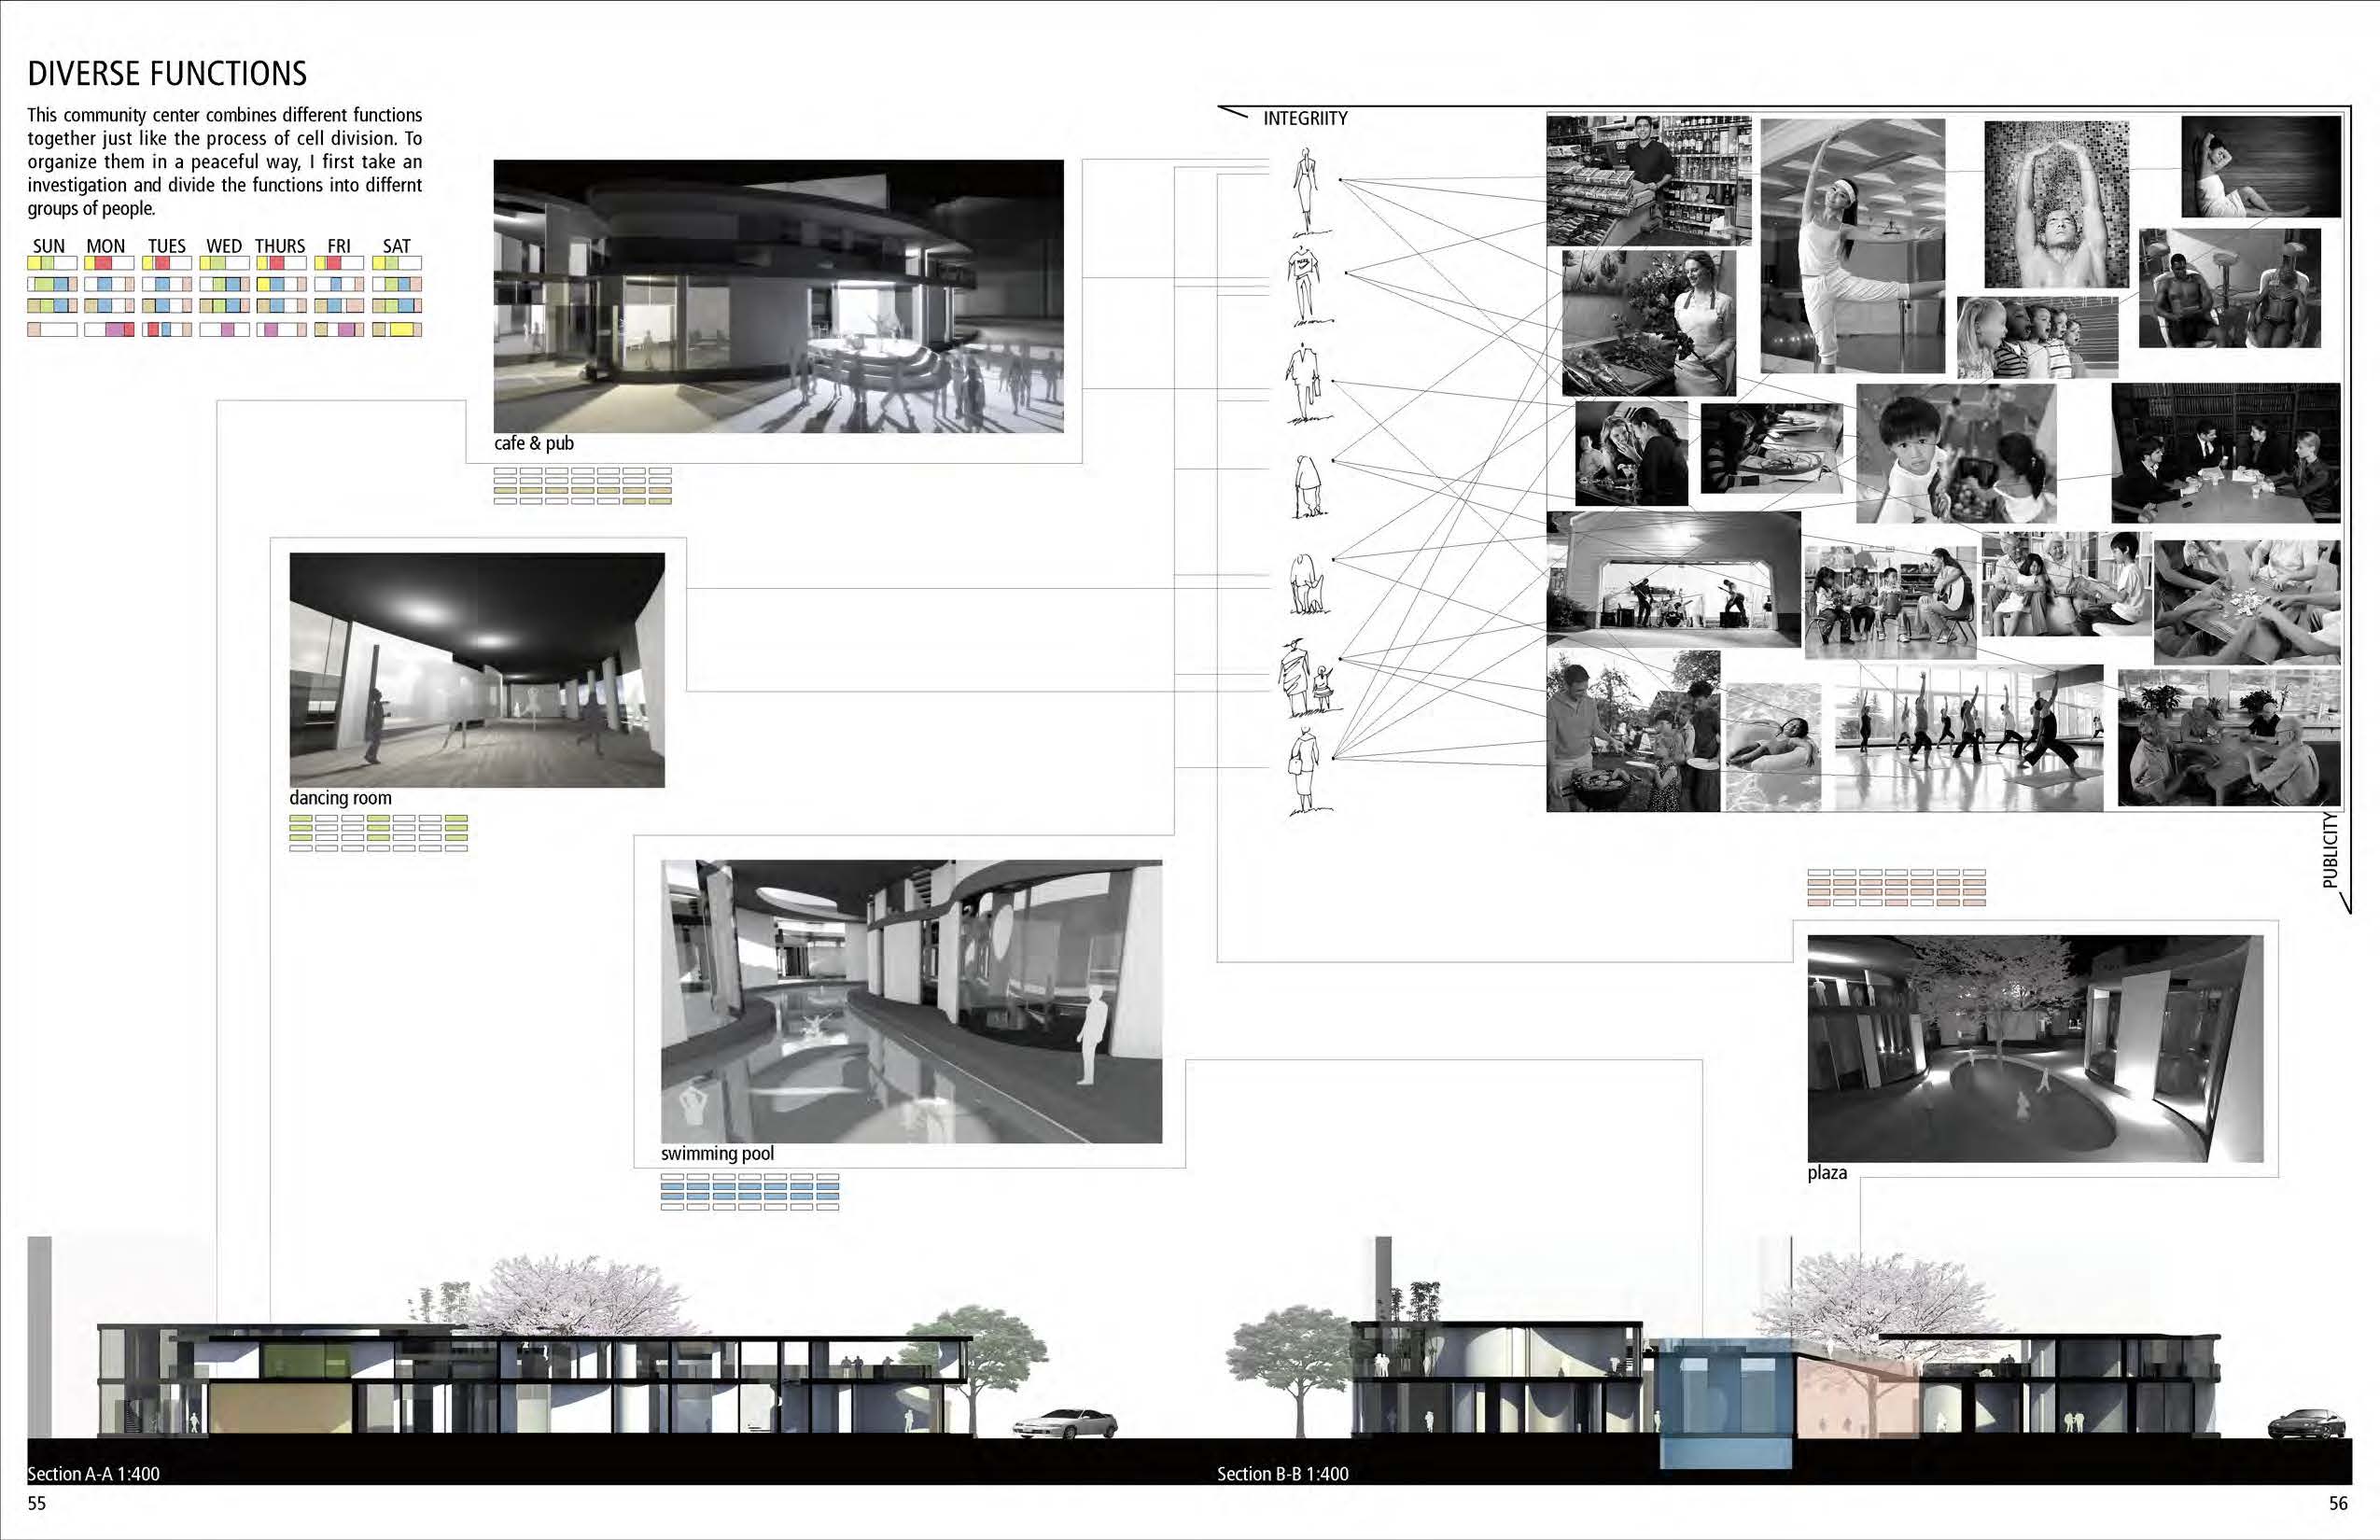 DIVERSE FUNCTIONS
This community center combines different functions
together just like the process of cell division. To
organize them in a peaceful way, I first take an
investigation and divide the functions into differnt
groups of people.
SUN MON TUES WED THURS FRI SAT
cafe & pub
dancing room
swimming pool
INTEGRIITY
PUBLICITY
plaza
Section A-A 1:400
Section B-B 1:400
55
56